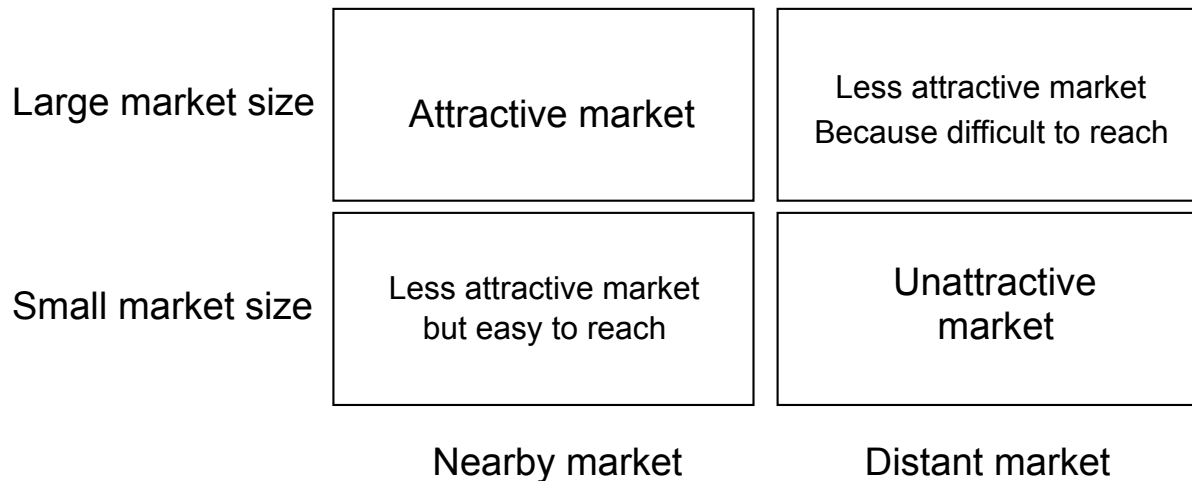 Large market size
Attractive market
Less attractive market
Because difficult to reach
Small market size
Less attractive market
but easy to reach
Unattractive
market
Nearby market
Distant market